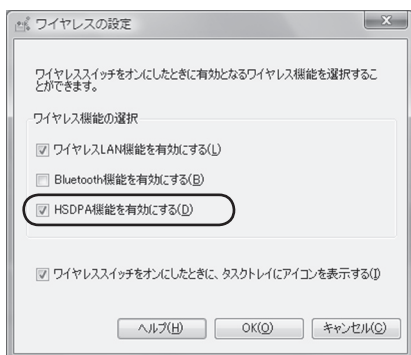 ワイヤレスの設定
ワイヤレススイッチをオンにしたときに有効となるワイヤレス機能を選択するこ
とができます。
ワイヤレス機能の選択
ワイヤレスLAN機能を有効にする(L)
Bluetooth機能を有効にする(B)
HSDPA機能を有効にする(D)
ワイヤレススイッチをオンにしたときに、タスクトレイにアイコンを表示する(I)
ヘルプ(H) OK(O) キャンセル(C)